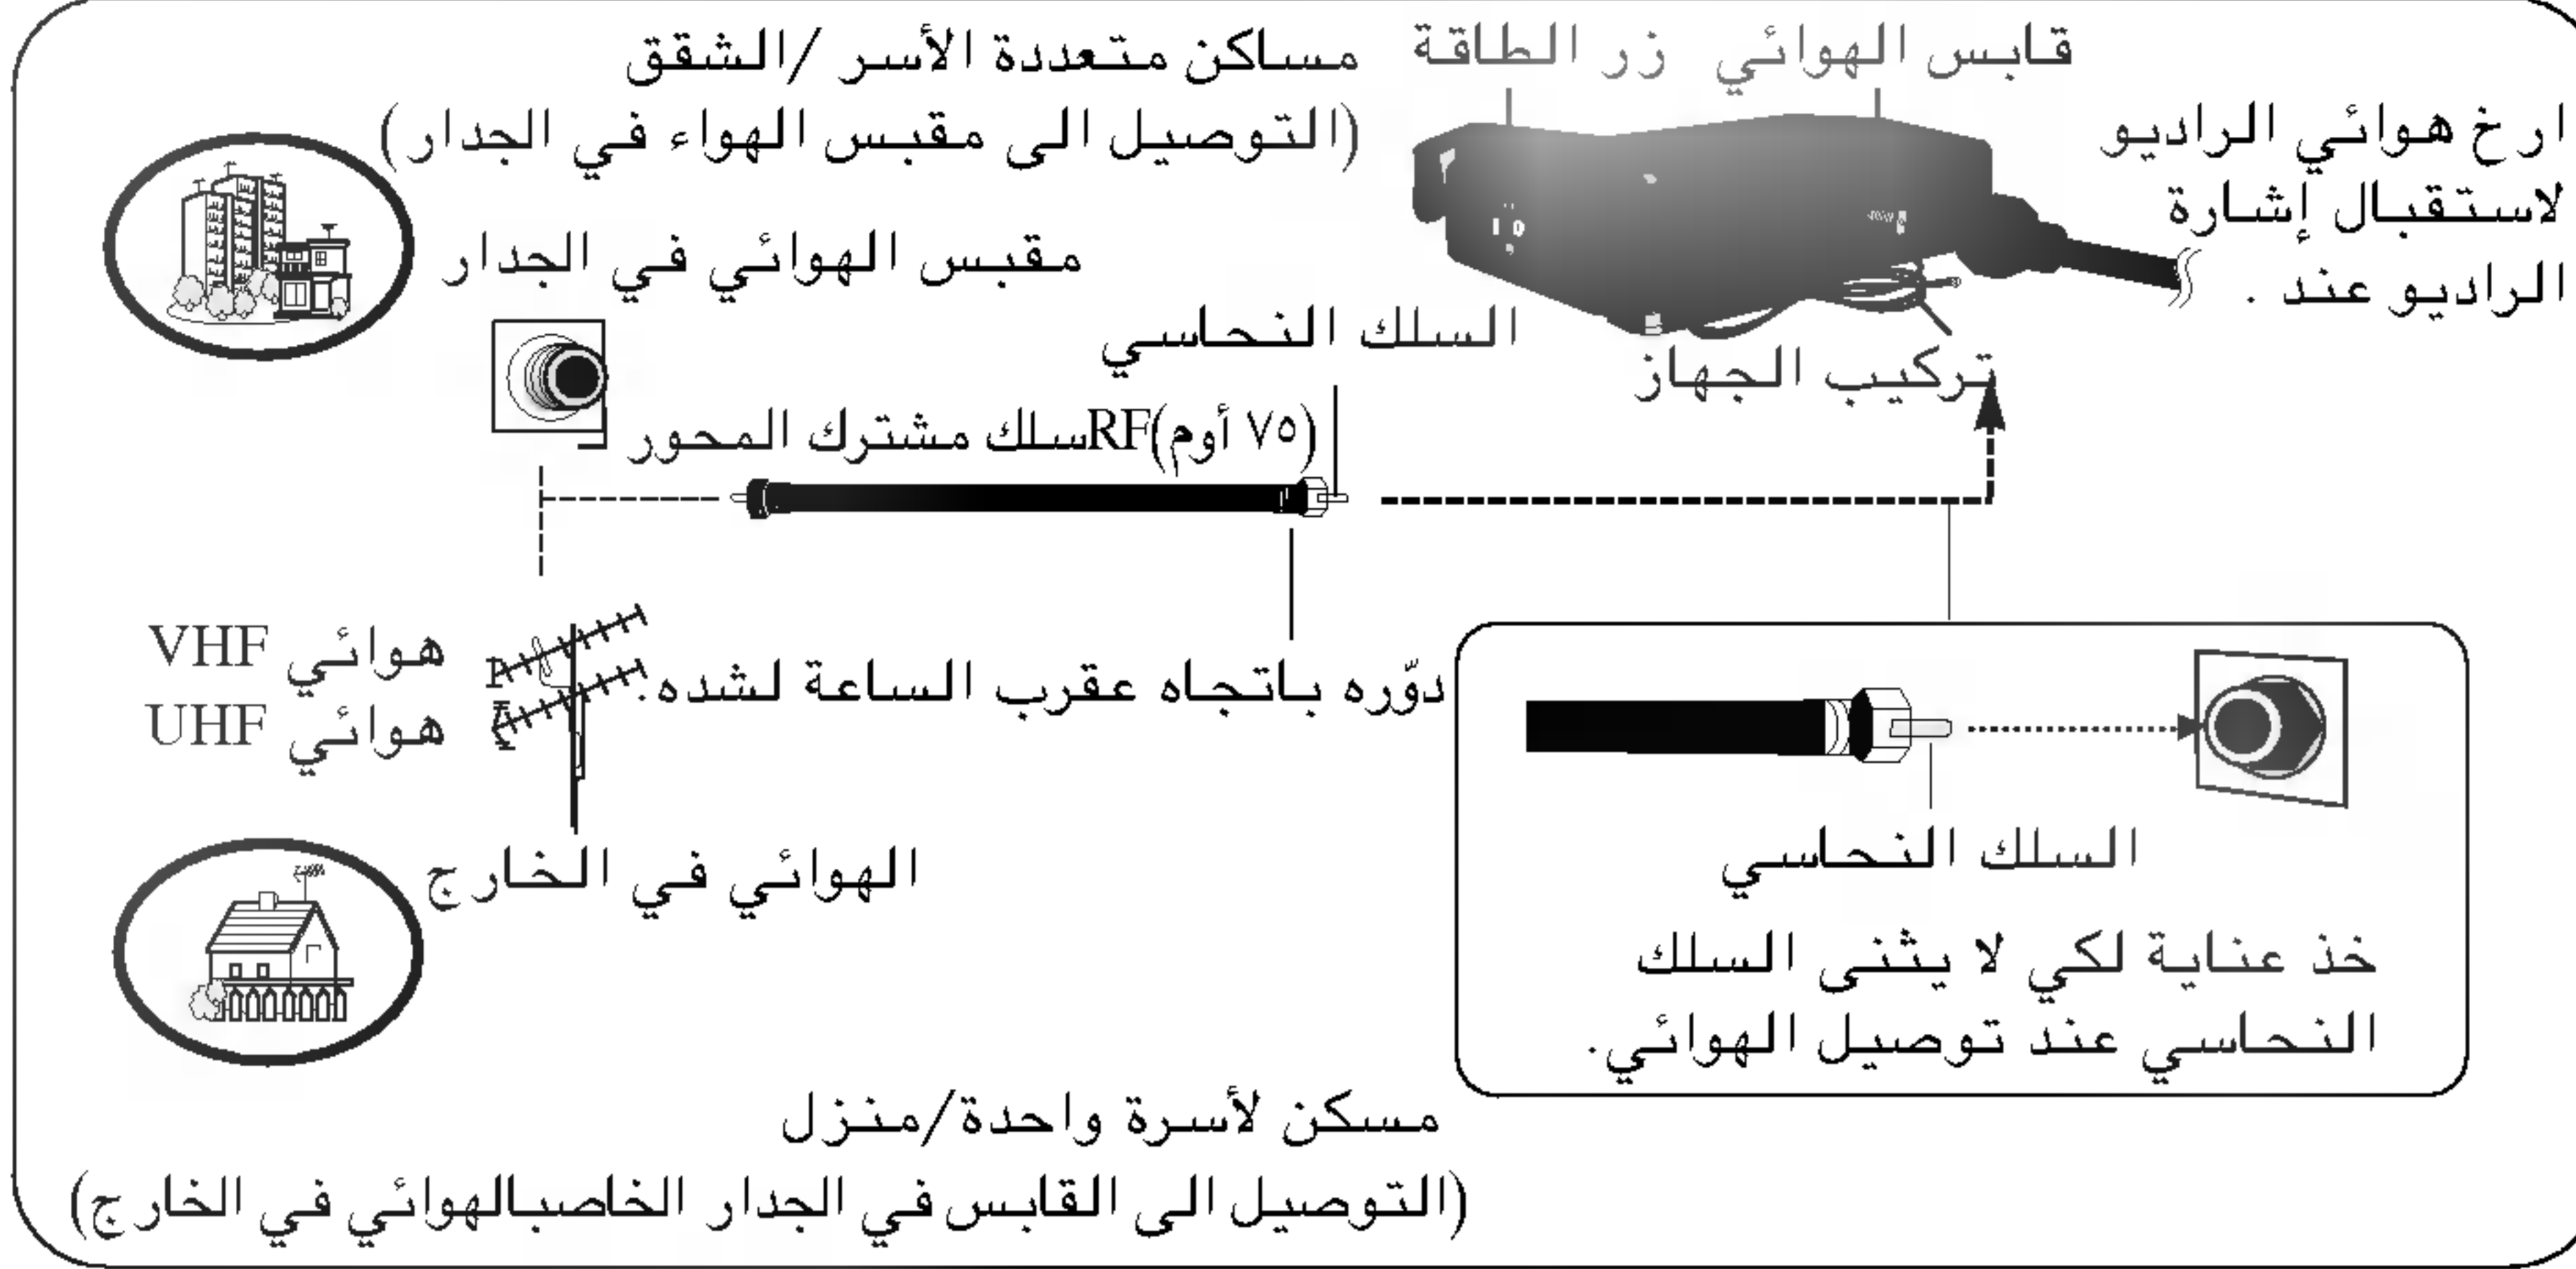 قابس الهوائي
زر الطاقة
ارخ هوائي الراديو
لاستقبال إشارة
الراديو عند .
تركيب الجهاز
مساكن متعددة الأسر /الشقق
(التوصيل الى مقبس الهواء في الجدار)
مقبس الهوائي في الجدار
السلك النحاسي
سلك مشترك المحور RF(٧٥ أوم)
دوّره باتجاه عقرب الساعة لشده.
هوائي VHF
هوائي UHF
الهوائي في الخارج
السلك النحاسي
خذ عناية لكي لا يثنى السلك
النحاسي عند توصيل الهوائي.
مسكن لأسرة واحدة/منزل
(التوصيل الى القابس في الجدار الخاصبالهوائي في الخارج)